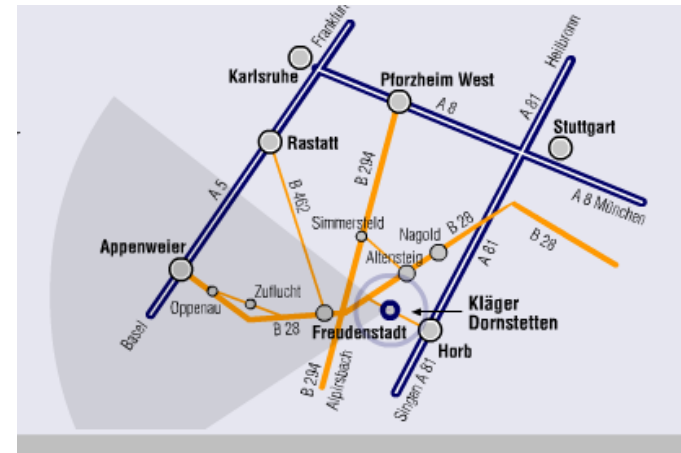 Frankfurt
Karlsruhe
Heilbronn
Pforzheim West
A 8
A 81
Stuttgart
Rastatt
B 294
A 5
B 462
A 8 München
Simmersfeld
Nagold
B 28
B 28
Appenweier
Altensteig
A 81
Zuflucht
Oppenau
Kläger
Dornstetten
B 28
Freudenstadt
Basel
Horb
B 294
Alpirsbach
Singen A 81